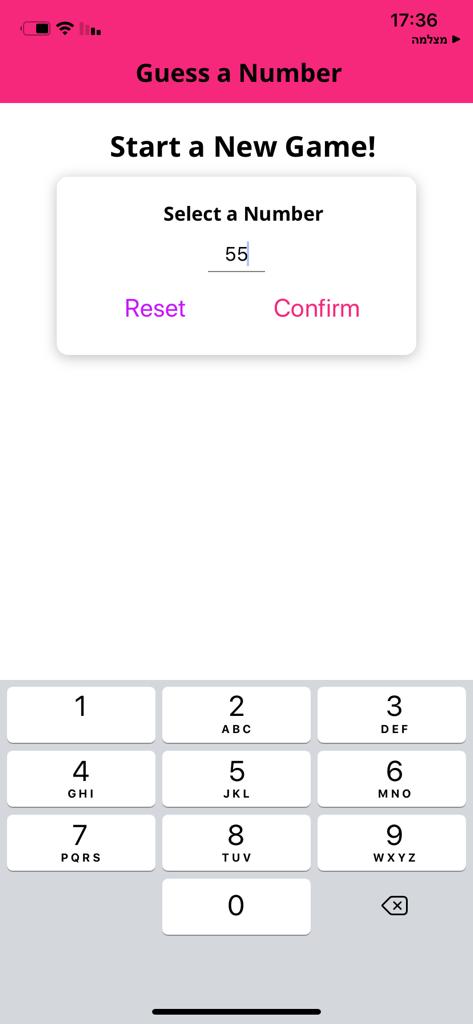 17:36
מצלמה ▶
Guess a Number
Start a New Game!
Select a Number
55
Reset
Confirm
1
2
ABC
3
DEF
4
GHI
5
JKL
6
MNO
7
PQRS
8
TUV
9
WXYZ
0